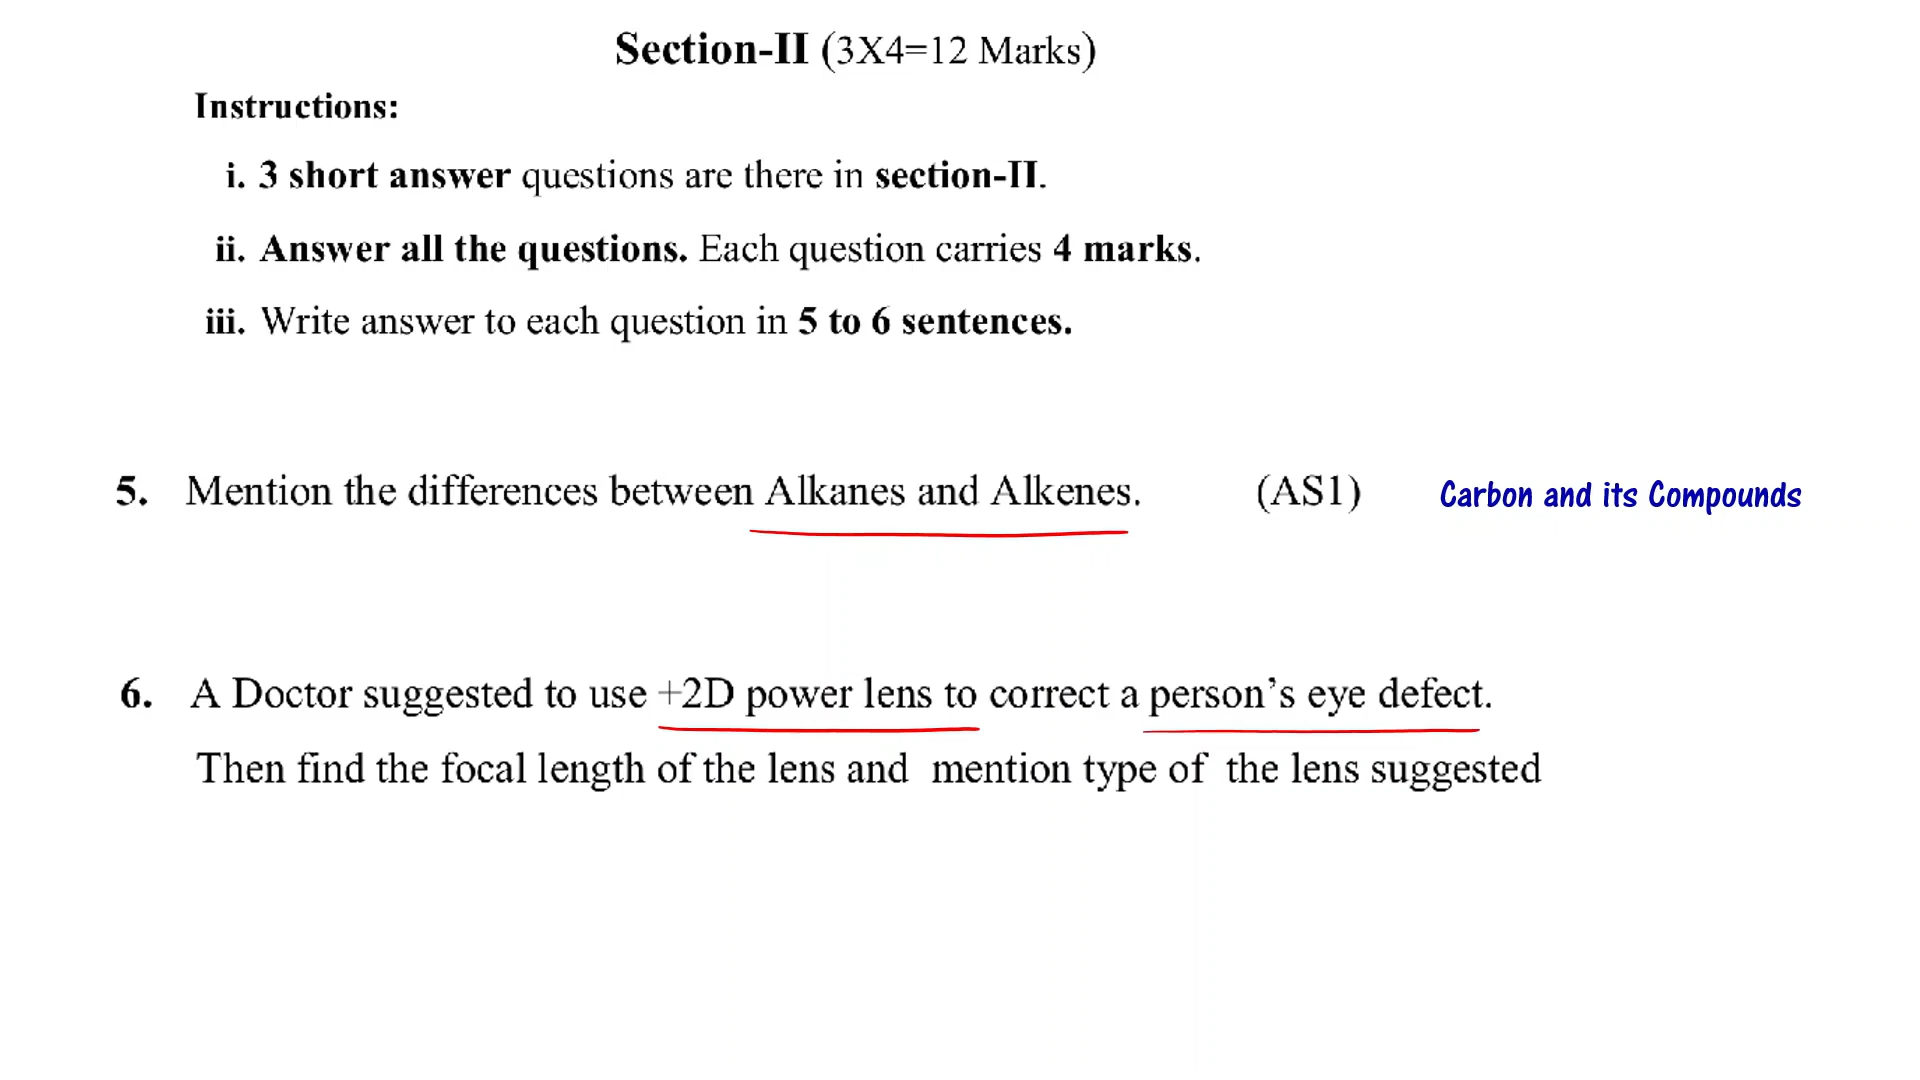 Section-II (3X4=12 Marks)
Instructions:
i. 3 short answer questions are there in section-II.
ii. Answer all the questions. Each question carries 4 marks.
iii. Write answer to each question in 5 to 6 sentences.
5. Mention the differences between Alkanes and Alkenes. (AS1) Carbon and its Compounds
6. A Doctor suggested to use +2D power lens to correct a person’s eye defect.
Then find the focal length of the lens and mention type of the lens suggested